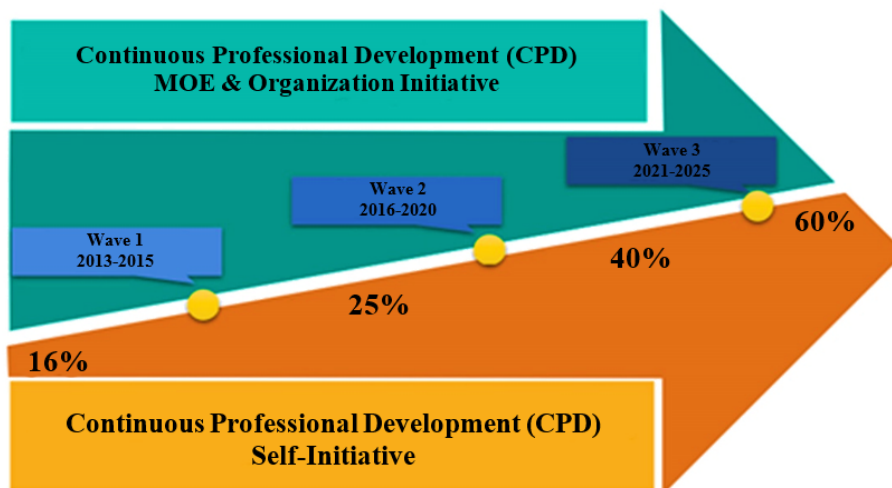 Continuous Professional Development (CPD)
MOE & Organization Initiative
Wave 3
2021-2025
Wave 2
2016-2020
Wave 1
2013-2015
60%
40%
25%
16%
Continuous Professional Development (CPD)
Self-Initiative